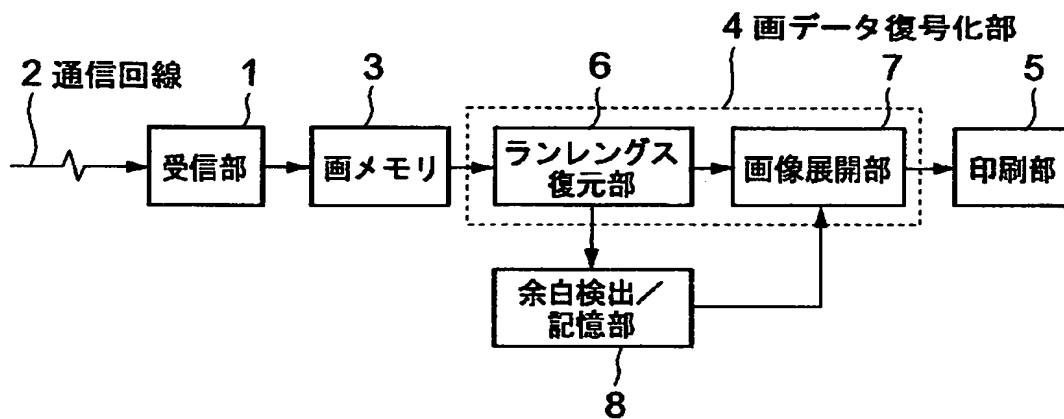 4 画データ復号化部
2 通信回線
1
3
6
7
5
受信部
画メモリ
ランレングス
復元部
画像展開部
印刷部
余白検出／
記憶部
8